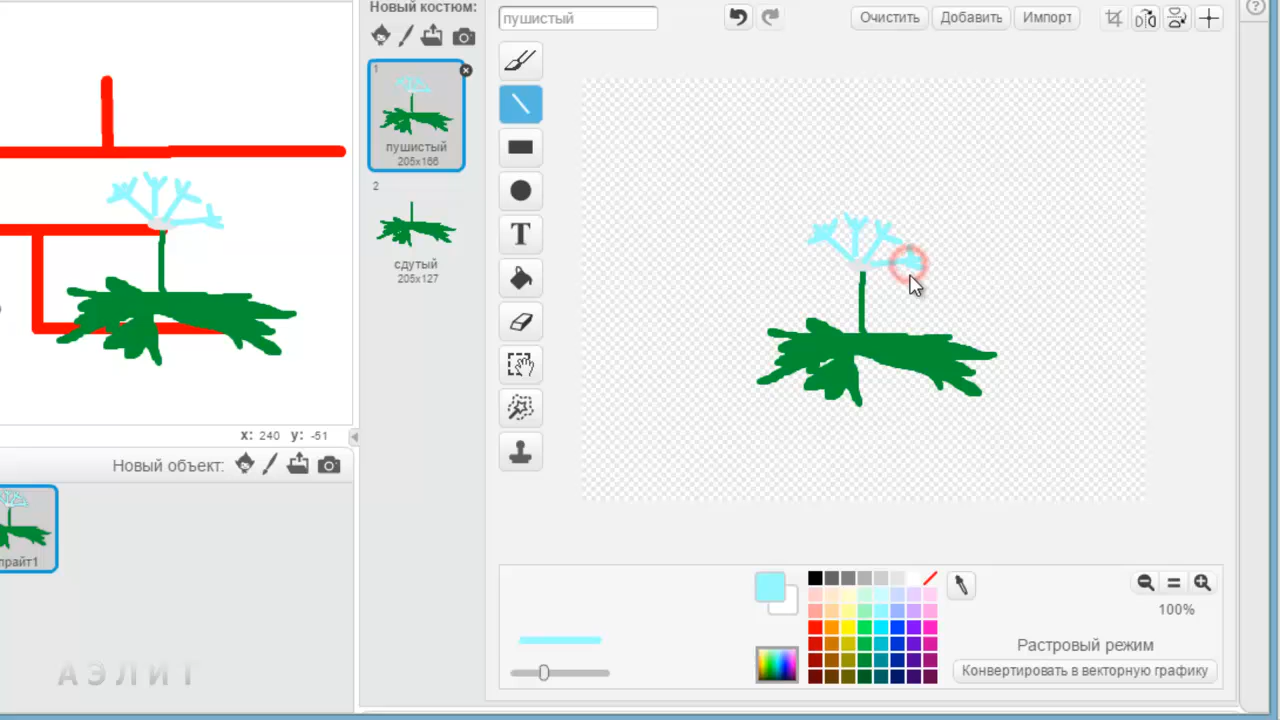 Новый костюм:
пушистый
Очистить
Добавить
Импорт
1
пушистый
205x166
2
сдутый
205x127
T
x: 240 y: -51
Новый объект:
прайт1
100%
Растровый режим
Конвертировать в векторную графику
АЭЛИТ